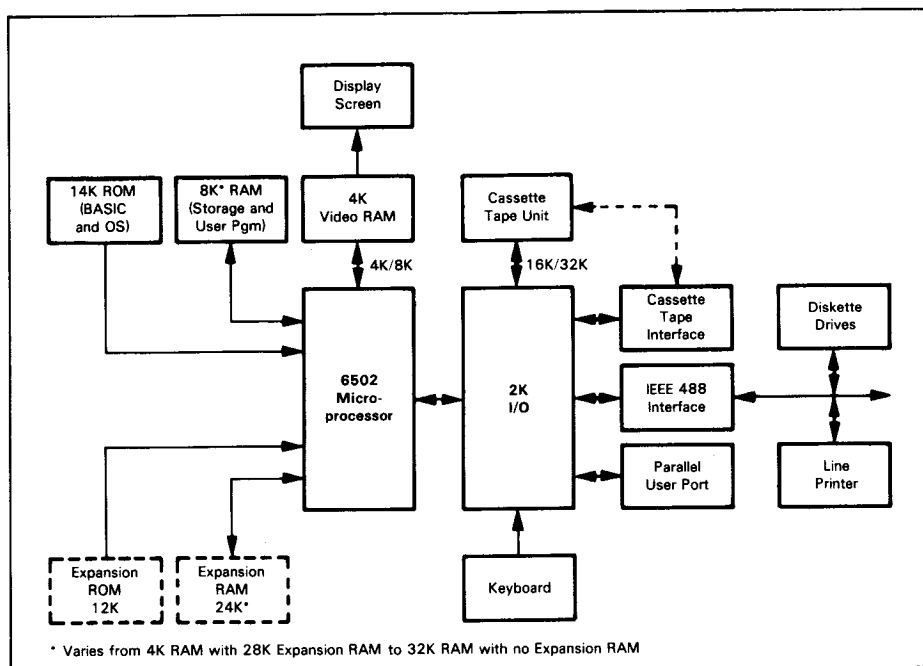 Display
Screen
14K ROM
(BASIC
and OS)
8K* RAM
(Storage and
User Pgm)
4K
Video RAM
Cassette
Tape Unit
4K/8K
16K/32K
6502
Micro-
processor
2K
I/O
Cassette
Tape
Interface
Diskette
Drives
IEEE 488
Interface
Parallel
User Port
Line
Printer
Expansion
ROM
12K
Expansion
RAM
24K*
Keyboard
* Varies from 4K RAM with 28K Expansion RAM to 32K RAM with no Expansion RAM